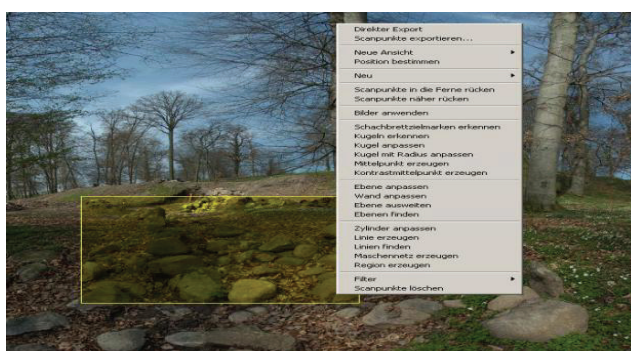 Direkter Export
Scanpunkte exportieren...
Neue Ansicht
Position bestimmen
Neu
Scanpunkte in die Ferne rücken
Scanpunkte näher rücken
Bilder anwenden
Schachbrettzielmarken erkennen
Kugeln erkennen
Kugel anpassen
Kugel mit Radius anpassen
Mittelpunkt erzeugen
Kontrastmittelpunkt erzeugen
Ebene anpassen
Wand anpassen
Ebene ausweiten
Ebenen finden
Zylinder anpassen
Linie erzeugen
Linien finden
Maschennetz erzeugen
Region erzeugen
Filter
Scanpunkte löschen